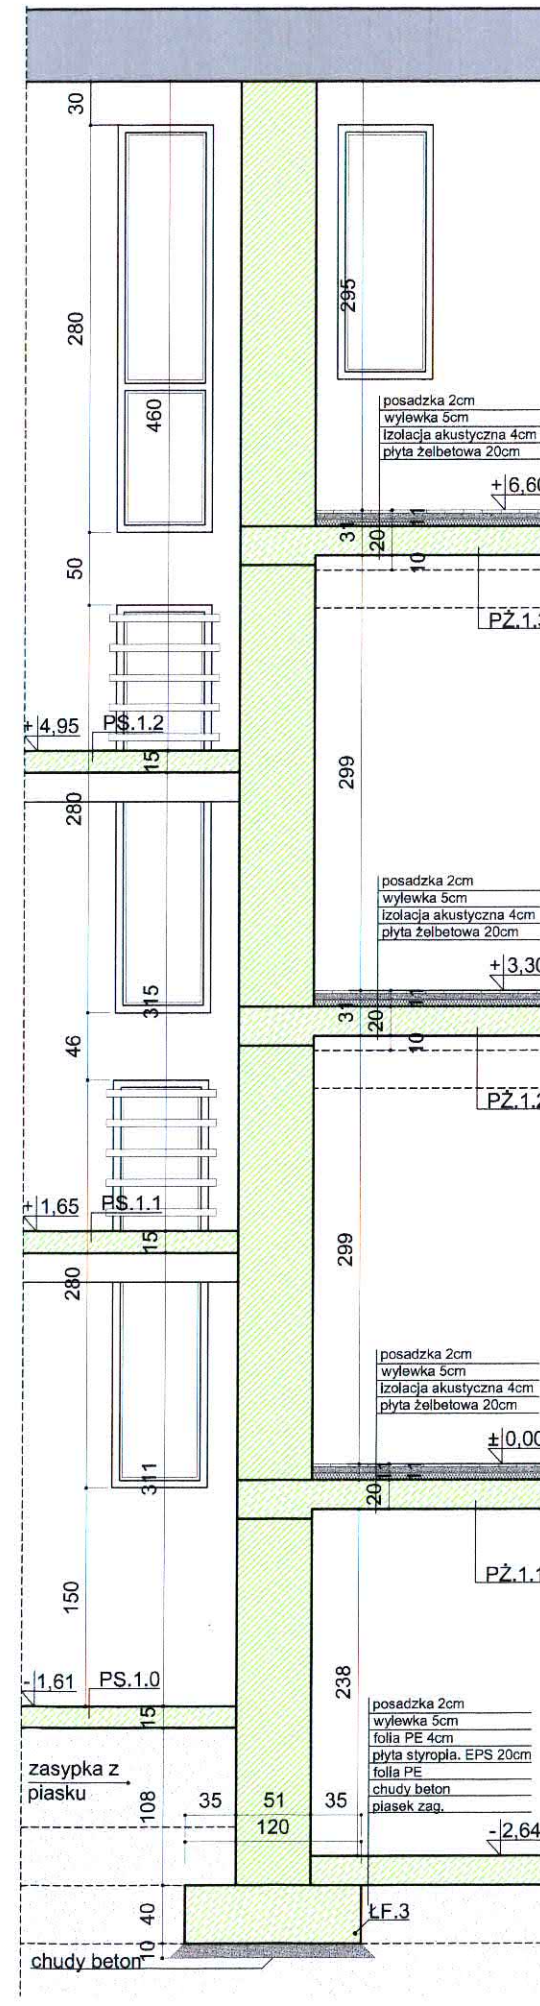 30
280
460
295
posadzka 2cm
wylewka 5cm
izolacja akustyczna 4cm
płyta żelbetowa 20cm
+ 6,60
11
31
20
10
50
PŻ.1.3
+ 4,95
PS.1.2
15
299
280
posadzka 2cm
wylewka 5cm
izolacja akustyczna 4cm
płyta żelbetowa 20cm
+ 3,30
315
11
31
20
10
46
PŻ.1.2
+ 1,65
PS.1.1
15
299
280
posadzka 2cm
wylewka 5cm
izolacja akustyczna 4cm
płyta żelbetowa 20cm
± 0,00
311
11
11
20
PŻ.1.1
150
- 1,61
PS.1.0
15
238
posadzka 2cm
wylewka 5cm
folia PE 4cm
płyta styropia. EPS 20cm
folia PE
chudy beton
piasek zag.
zasypka z
piasku
108
35 51 35
120
- 2,64
40
ŁF.3
10
chudy beton